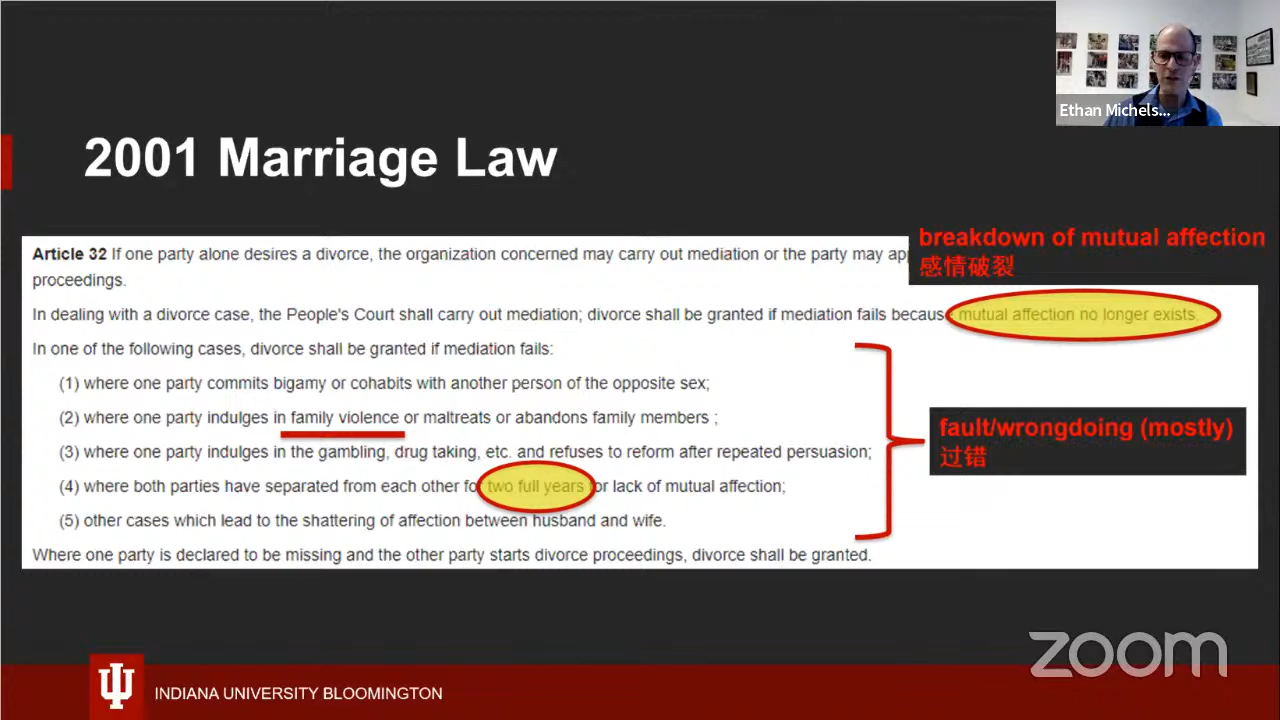 Ethan Michels...
2001 Marriage Law
breakdown of mutual affection
感情破裂
Article 32 If one party alone desires a divorce, the organization concerned may carry out mediation or the party may
proceedings.
In dealing with a divorce case, the People's Court shall carry out mediation; divorce shall be granted if mediation fails because mutual affection no longer exists.
In one of the following cases, divorce shall be granted if mediation fails:
(1) where one party commits bigamy or cohabits with another person of the opposite sex;
(2) where one party indulges in family violence or maltreats or abandons family members ;
(3) where one party indulges in the gambling, drug taking, etc. and refuses to reform after repeated persuasion;
(4) where both parties have separated from each other for two full years for lack of mutual affection;
(5) other cases which lead to the shattering of affection between husband and wife.
Where one party is declared to be missing and the other party starts divorce proceedings, divorce shall be granted.
fault/wrongdoing (mostly)
过错
zoom
INDIANA UNIVERSITY BLOOMINGTON